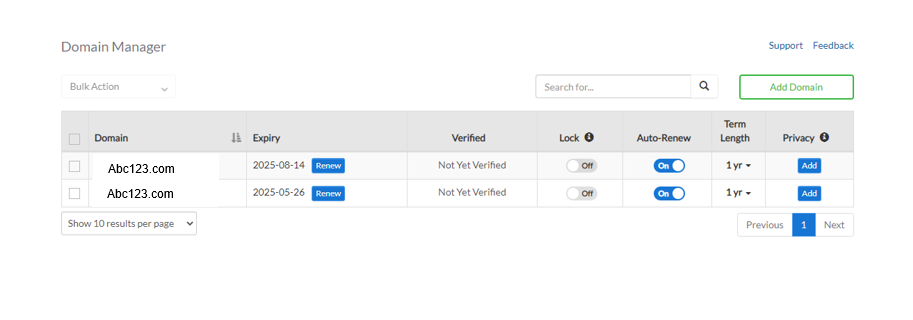 Domain Manager
Support Feedback
Bulk Action
Search for...
Add Domain
Domain Expiry Verified Lock Auto-Renew Term Length Privacy
Abc123.com 2025-08-14 Renew Not Yet Verified Off On 1 yr Add
Abc123.com 2025-05-26 Renew Not Yet Verified Off On 1 yr Add
Show 10 results per page
Previous 1 Next